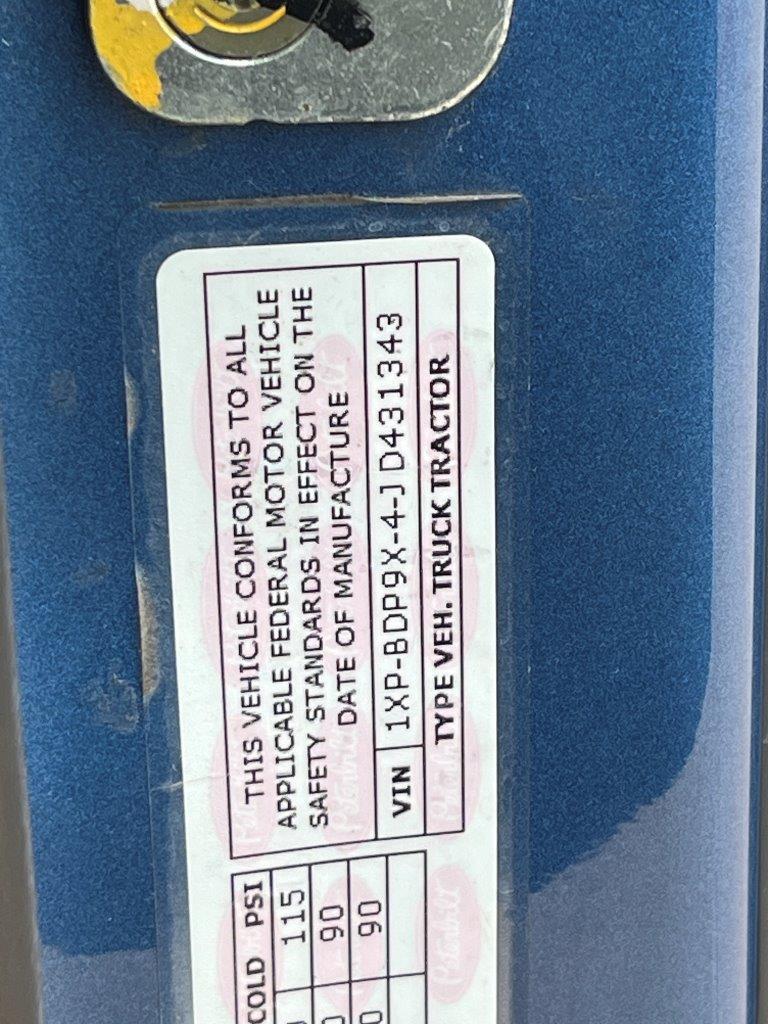 THIS VEHICLE CONFORMS TO ALL
APPLICABLE FEDERAL MOTOR VEHICLE
SAFETY STANDARDS IN EFFECT ON THE
DATE OF MANUFACTURE
VIN 1XP-BDP9X-4-JD431343
TYPE VEH. TRUCK TRACTOR
COLD PSI
115
90
90
Peterbilt